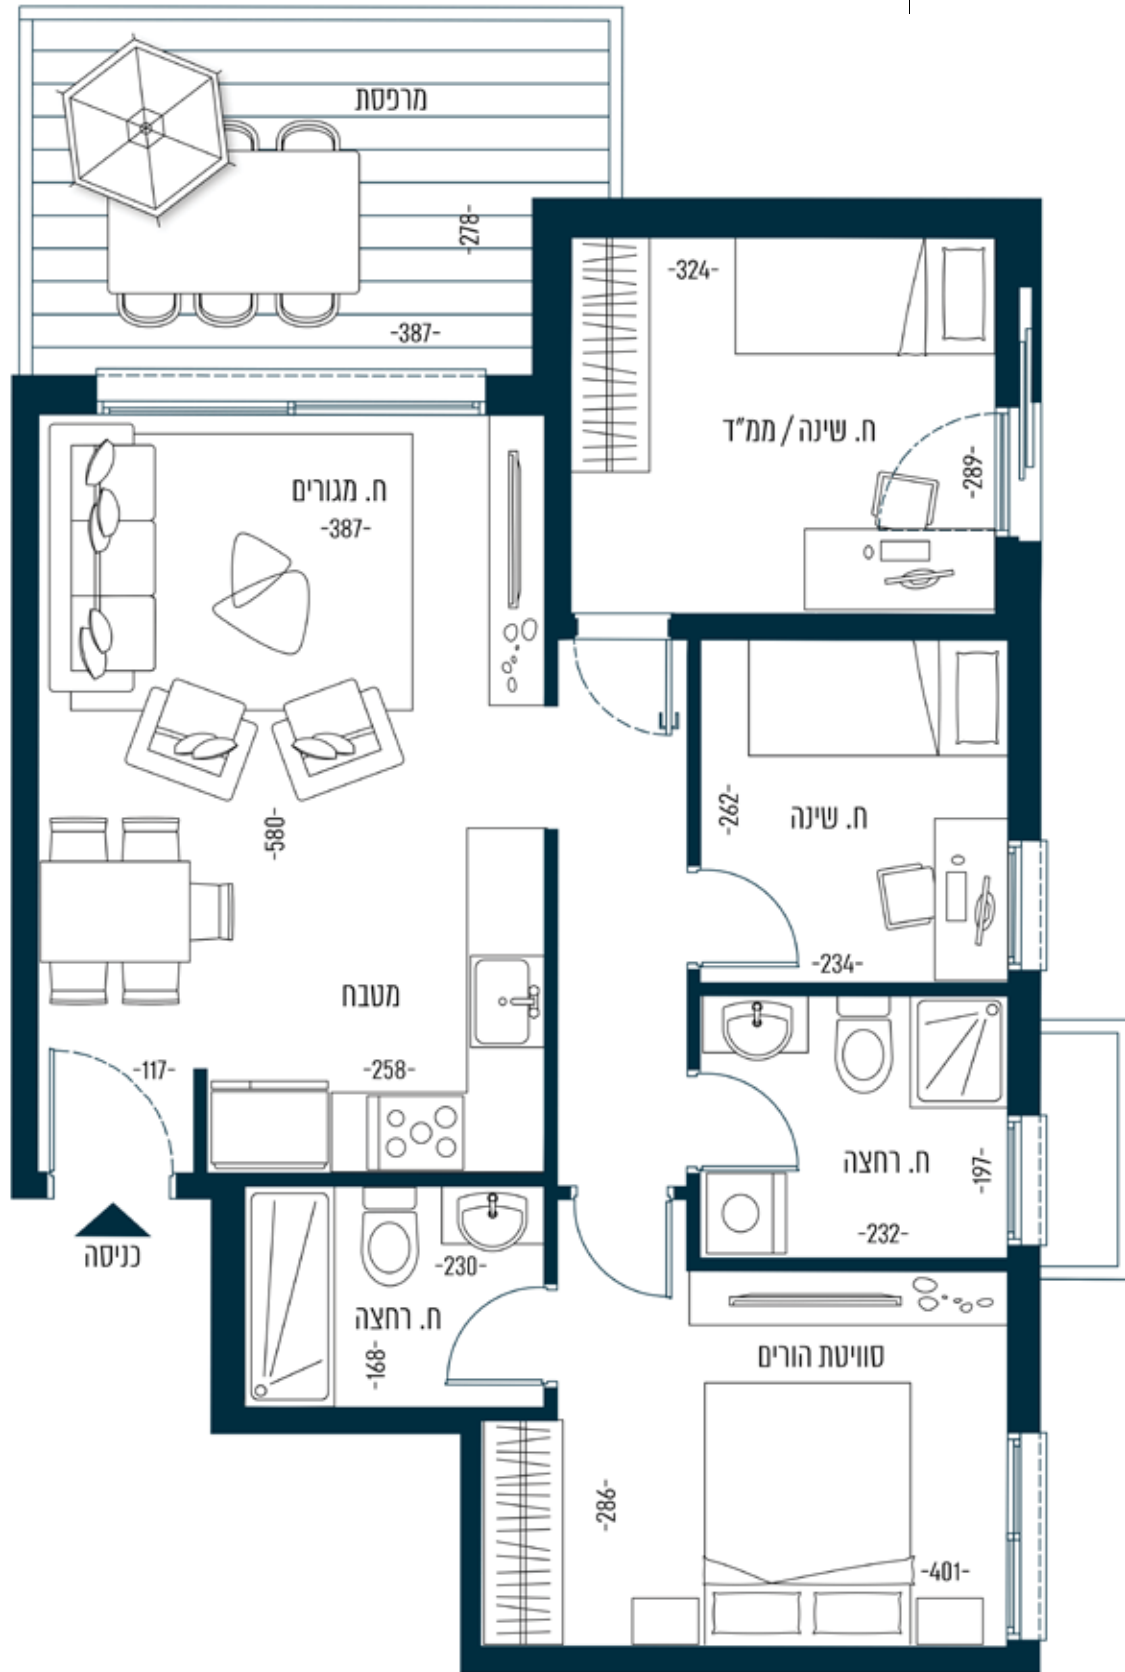 מרפסת
-278-
-387-
-324-
ח. שינה / ממ"ד
-289-
ח. מגורים
-387-
-580-
-262-
ח. שינה
-234-
מטבח
-117-
-258-
ח. רחצה
-197-
-232-
כניסה
-230-
ח. רחצה
-168-
סוויטת הורים
-286-
-401-